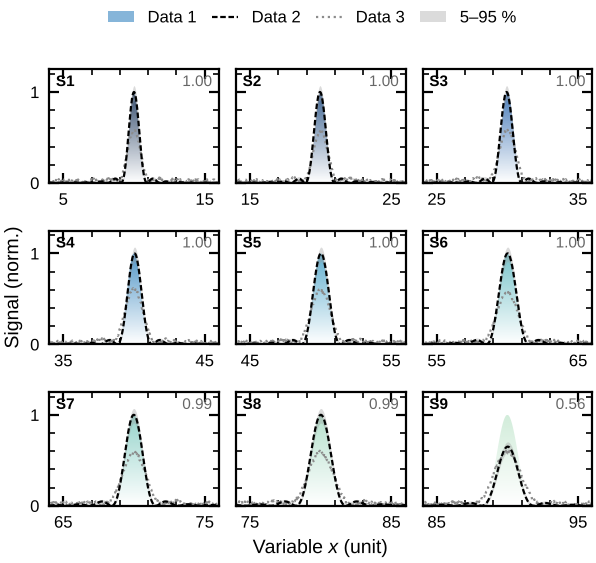 Data 1 Data 2 Data 3 5–95 %
S1 1.00 S2 1.00 S3 1.00
1
0
5 15 15 25 25 35
S4 1.00 S5 1.00 S6 1.00
1
0
35 45 45 55 55 65
Signal (norm.)
S7 0.99 S8 0.99 S9 0.56
1
0
65 75 75 85 85 95
Variable x (unit)